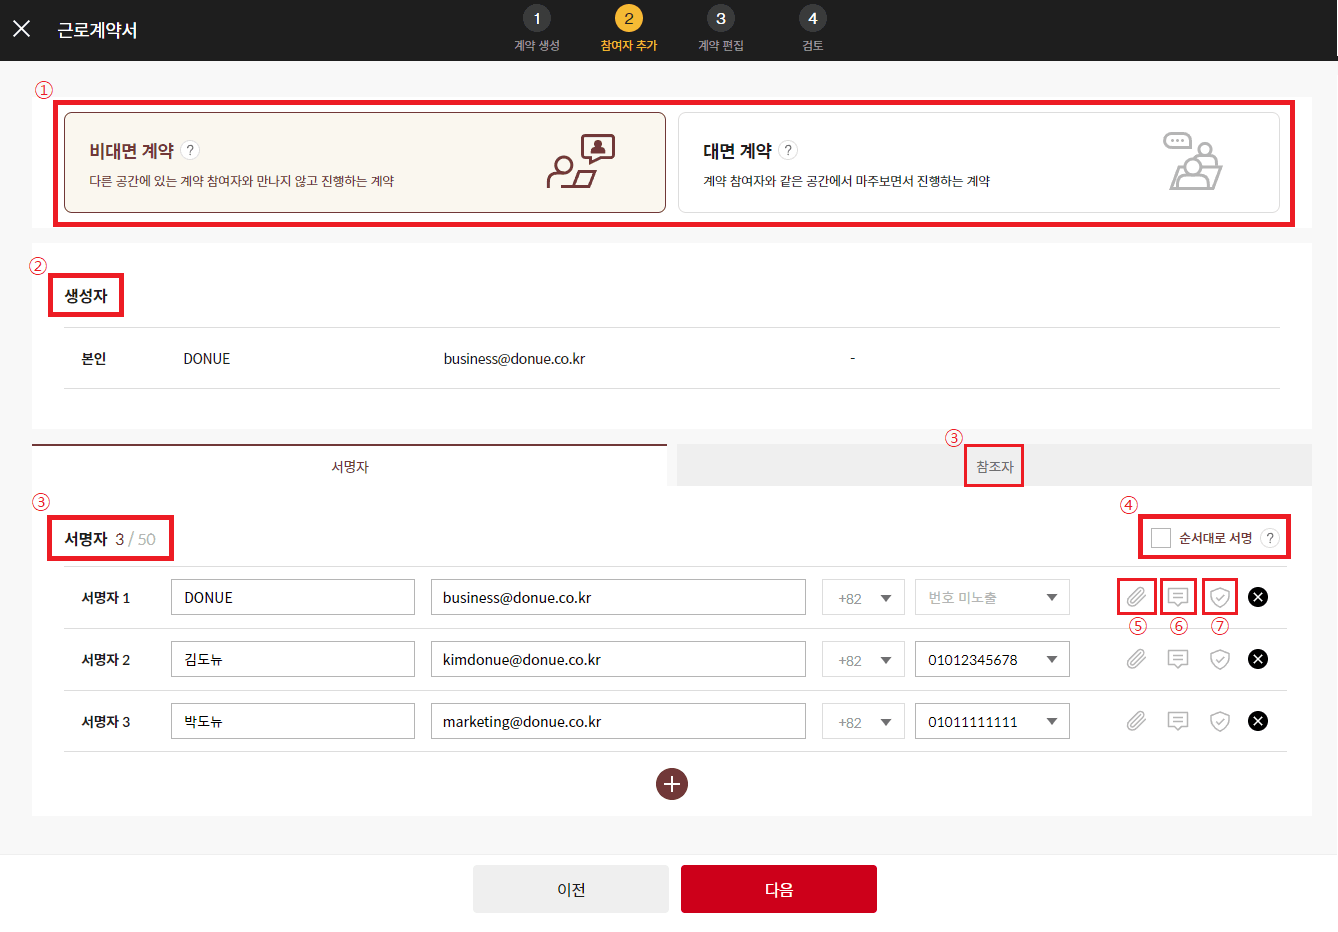 근로계약서
1 2 3 4
계약 생성 참여자 추가 계약 편집 검토
①
비대면 계약 ?
다른 공간에 있는 계약 참여자와 만나지 않고 진행하는 계약
대면 계약 ?
계약 참여자와 같은 공간에서 마주보면서 진행하는 계약
②
생성자
본인 DONUE business@donue.co.kr -
③
서명자 참조자
③ ④
서명자 3 / 50 순서대로 서명 ?
서명자 1 DONUE business@donue.co.kr +82 번호 미노출
⑤ ⑥ ⑦
서명자 2 김도뉴 kimdonue@donue.co.kr +82 01012345678
서명자 3 박도뉴 marketing@donue.co.kr +82 01011111111
이전 다음